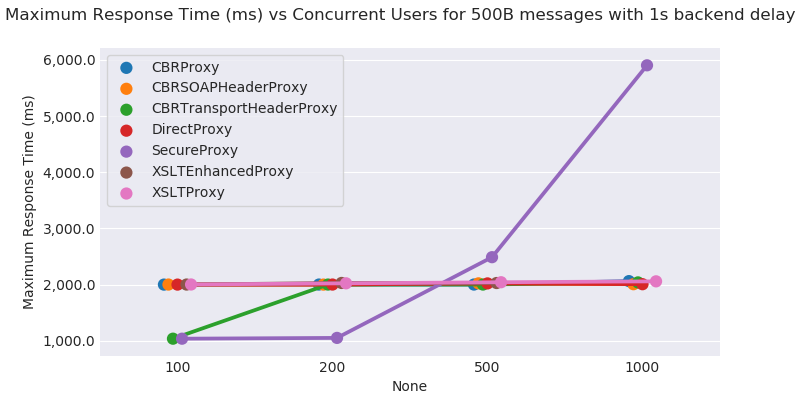 Maximum Response Time (ms) vs Concurrent Users for 500B messages with 1s backend delay
Maximum Response Time (ms)
6,000.0
5,000.0
4,000.0
3,000.0
2,000.0
1,000.0
CBRProxy
CBRSOAPHeaderProxy
CBRTransportHeaderProxy
DirectProxy
SecureProxy
XSLTEnhancedProxy
XSLTProxy
100
200
500
1000
None